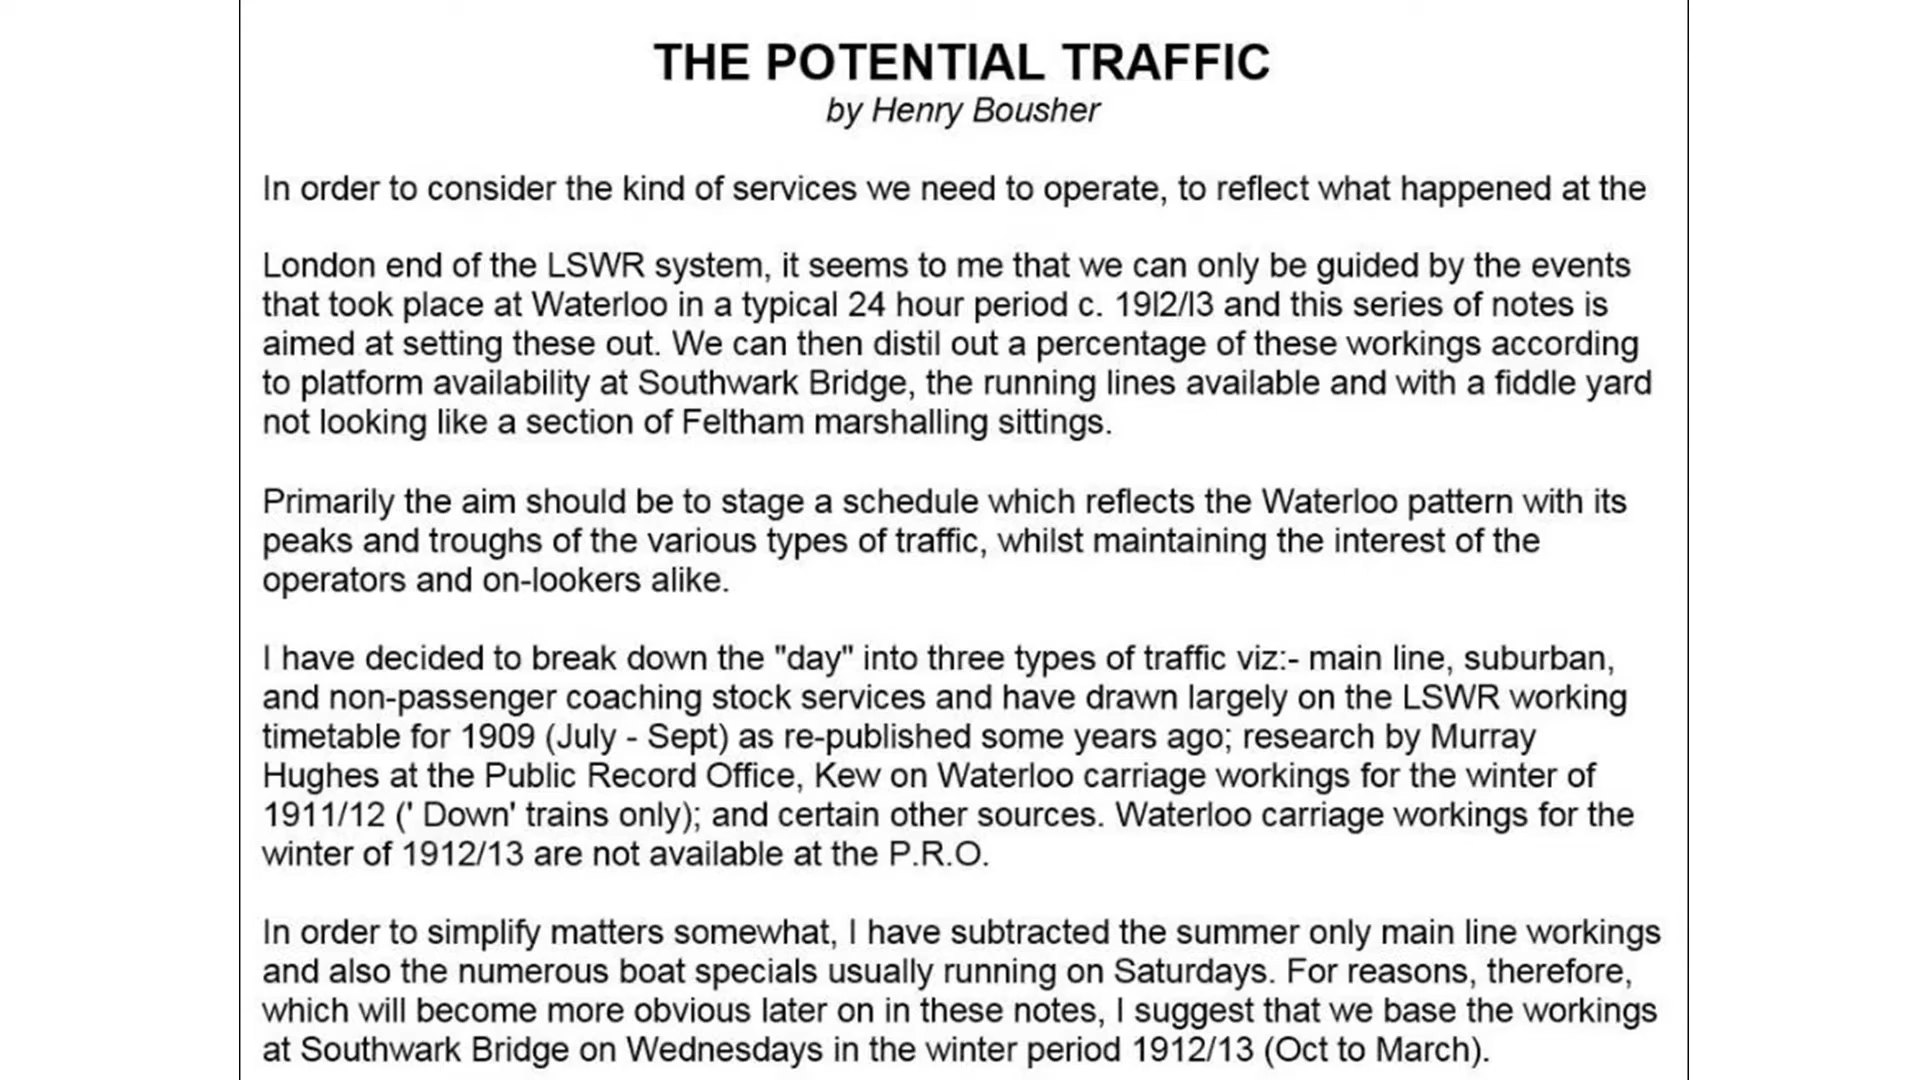 THE POTENTIAL TRAFFIC
by Henry Bousher
In order to consider the kind of services we need to operate, to reflect what happened at the
London end of the LSWR system, it seems to me that we can only be guided by the events
that took place at Waterloo in a typical 24 hour period c. 19l2/l3 and this series of notes is
aimed at setting these out. We can then distil out a percentage of these workings according
to platform availability at Southwark Bridge, the running lines available and with a fiddle yard
not looking like a section of Feltham marshalling sittings.
Primarily the aim should be to stage a schedule which reflects the Waterloo pattern with its
peaks and troughs of the various types of traffic, whilst maintaining the interest of the
operators and on-lookers alike.
I have decided to break down the "day" into three types of traffic viz:- main line, suburban,
and non-passenger coaching stock services and have drawn largely on the LSWR working
timetable for 1909 (July - Sept) as re-published some years ago; research by Murray
Hughes at the Public Record Office, Kew on Waterloo carriage workings for the winter of
1911/12 (' Down' trains only); and certain other sources. Waterloo carriage workings for the
winter of 1912/13 are not available at the P.R.O.
In order to simplify matters somewhat, I have subtracted the summer only main line workings
and also the numerous boat specials usually running on Saturdays. For reasons, therefore,
which will become more obvious later on in these notes, I suggest that we base the workings
at Southwark Bridge on Wednesdays in the winter period 1912/13 (Oct to March).